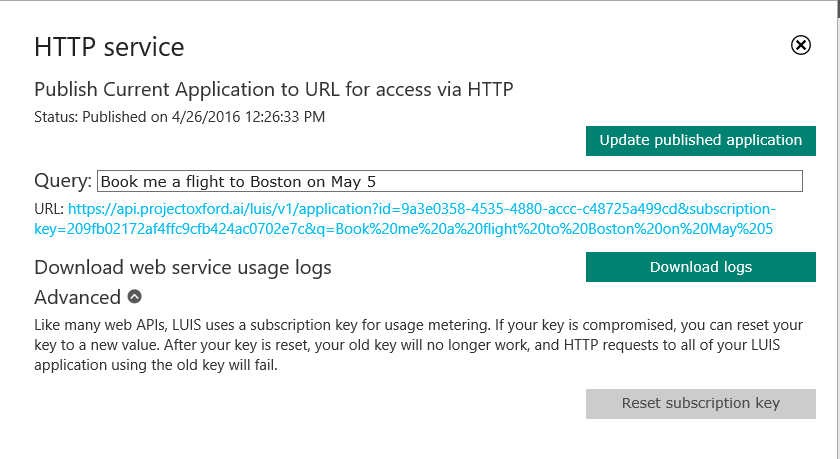 HTTP service
Publish Current Application to URL for access via HTTP
Status: Published on 4/26/2016 12:26:33 PM
Update published application
Query: Book me a flight to Boston on May 5
URL: https://api.projectoxford.ai/luis/v1/application?id=9a3e0358-4535-4880-accc-c48725a499cd&subscription-
key=209fb02172af4ffc9cfb424ac0702e7c&q=Book%20me%20a%20flight%20to%20Boston%20on%20May%205
Download web service usage logs
Download logs
Advanced
Like many web APIs, LUIS uses a subscription key for usage metering. If your key is compromised, you can reset your
key to a new value. After your key is reset, your old key will no longer work, and HTTP requests to all of your LUIS
application using the old key will fail.
Reset subscription key